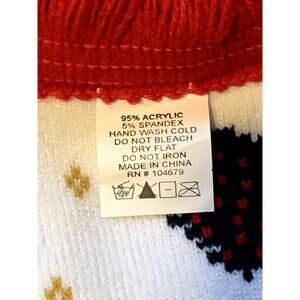 95% ACRYLIC
5% SPANDEX
HAND WASH COLD
DO NOT BLEACH
DRY FLAT
DO NOT IRON
MADE IN CHINA
RN # 104679